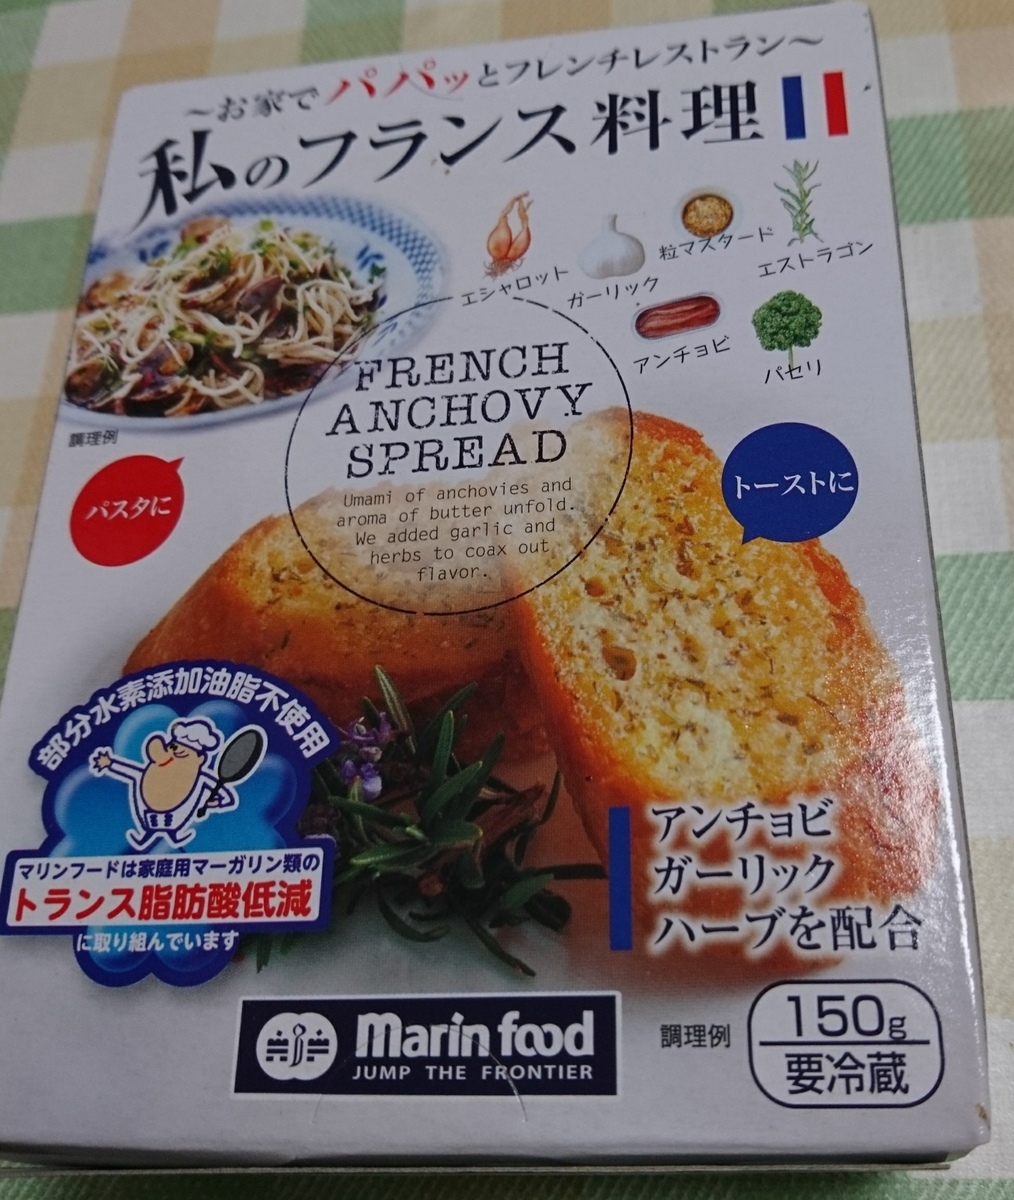 ～お家でパパッとフレンチレストラン～
私のフランス料理
エシャロット
ガーリック
粒マスタード
エストラゴン
アンチョビ
パセリ
調理例
FRENCH
ANCHOVY
SPREAD
Umami of anchovies and
aroma of butter unfold.
We added garlic and
herbs to coax out
flavor.
パスタに
トーストに
部分水素添加油脂不使用
マリンフードは家庭用マーガリン類の
トランス脂肪酸低減
に取り組んでいます
アンチョビ
ガーリック
ハーブを配合
marin food
JUMP THE FRONTIER
調理例
150g
要冷蔵